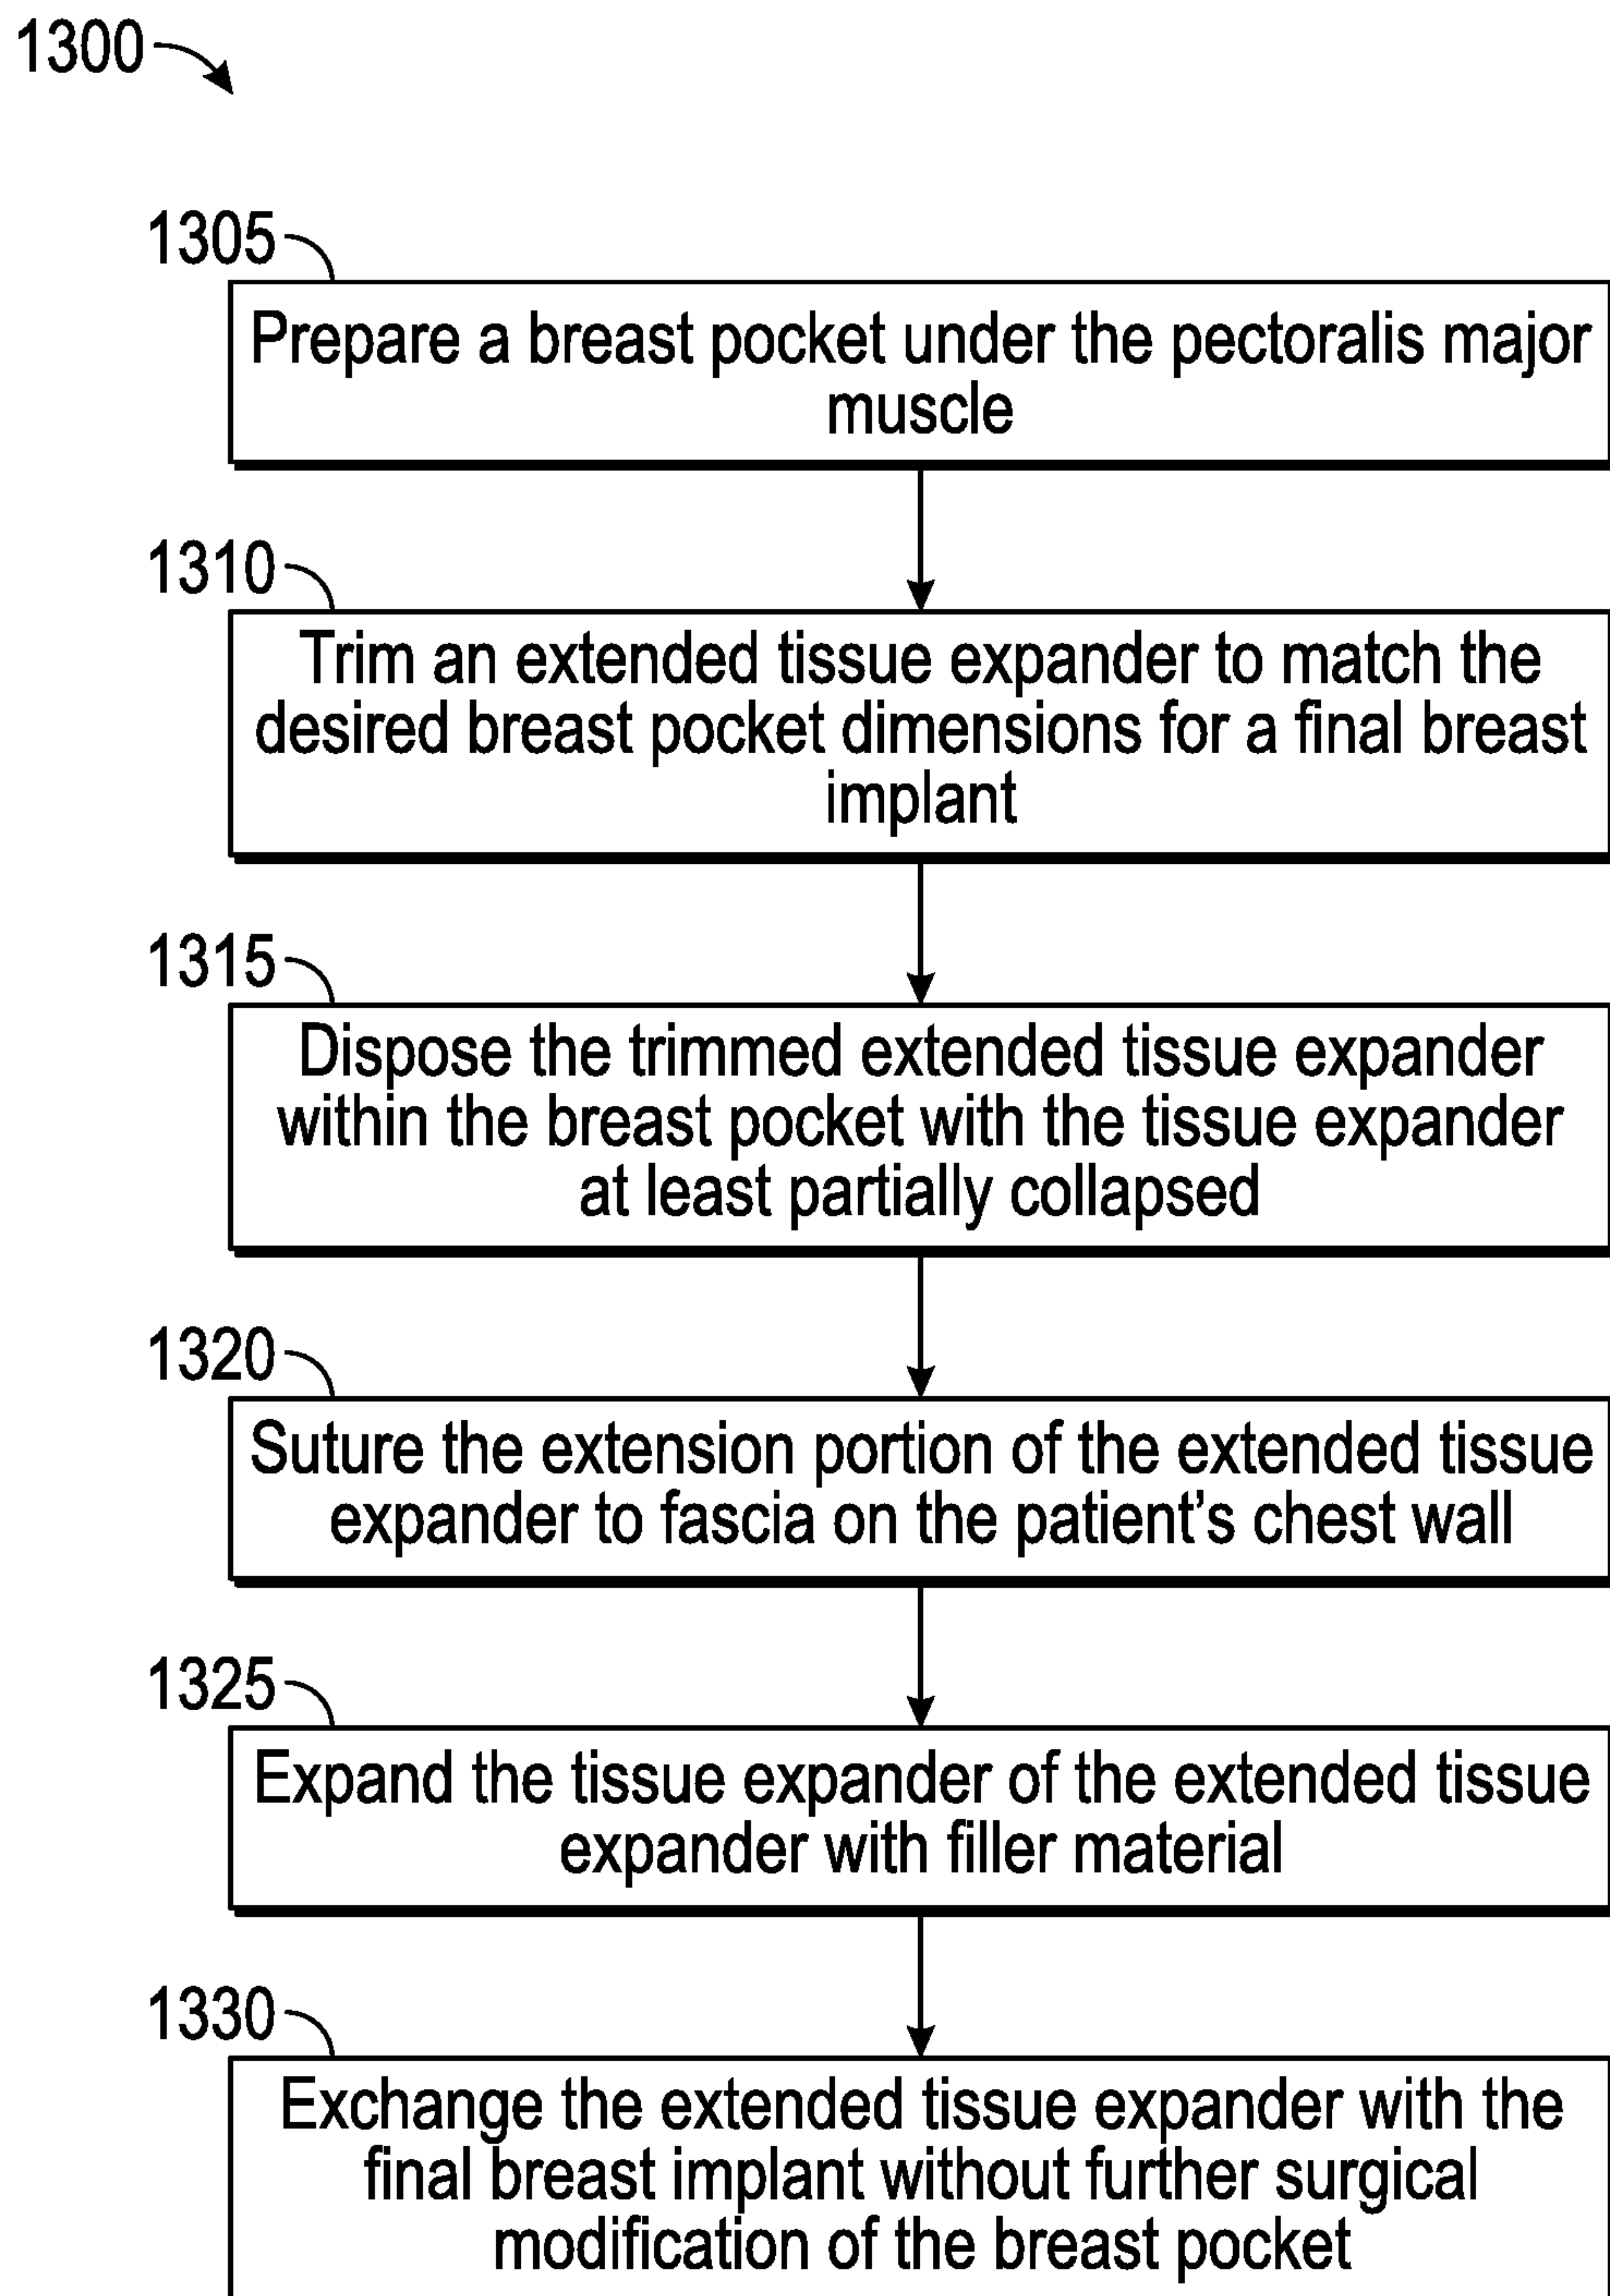 1300
1305
Prepare a breast pocket under the pectoralis major
muscle
1310
Trim an extended tissue expander to match the
desired breast pocket dimensions for a final breast
implant
1315
Dispose the trimmed extended tissue expander
within the breast pocket with the tissue expander
at least partially collapsed
1320
Suture the extension portion of the extended tissue
expander to fascia on the patient’s chest wall
1325
Expand the tissue expander of the extended tissue
expander with filler material
1330
Exchange the extended tissue expander with the
final breast implant without further surgical
modification of the breast pocket